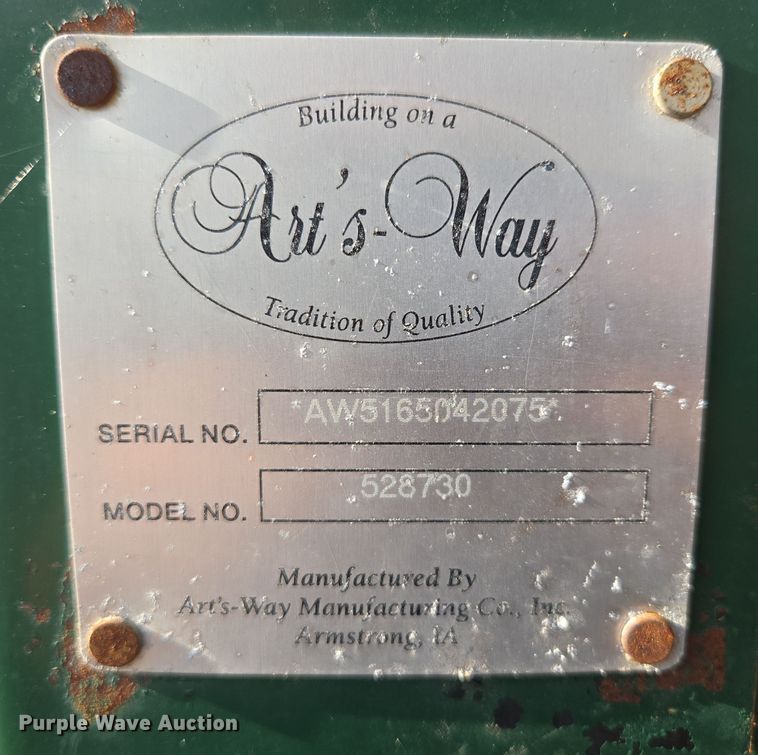 Building on a
Art's-Way
Tradition of Quality
SERIAL NO. *AW5165042075*
MODEL NO. 528730
Manufactured By
Art's-Way Manufacturing Co., Inc.
Armstrong, IA
Purple Wave Auction